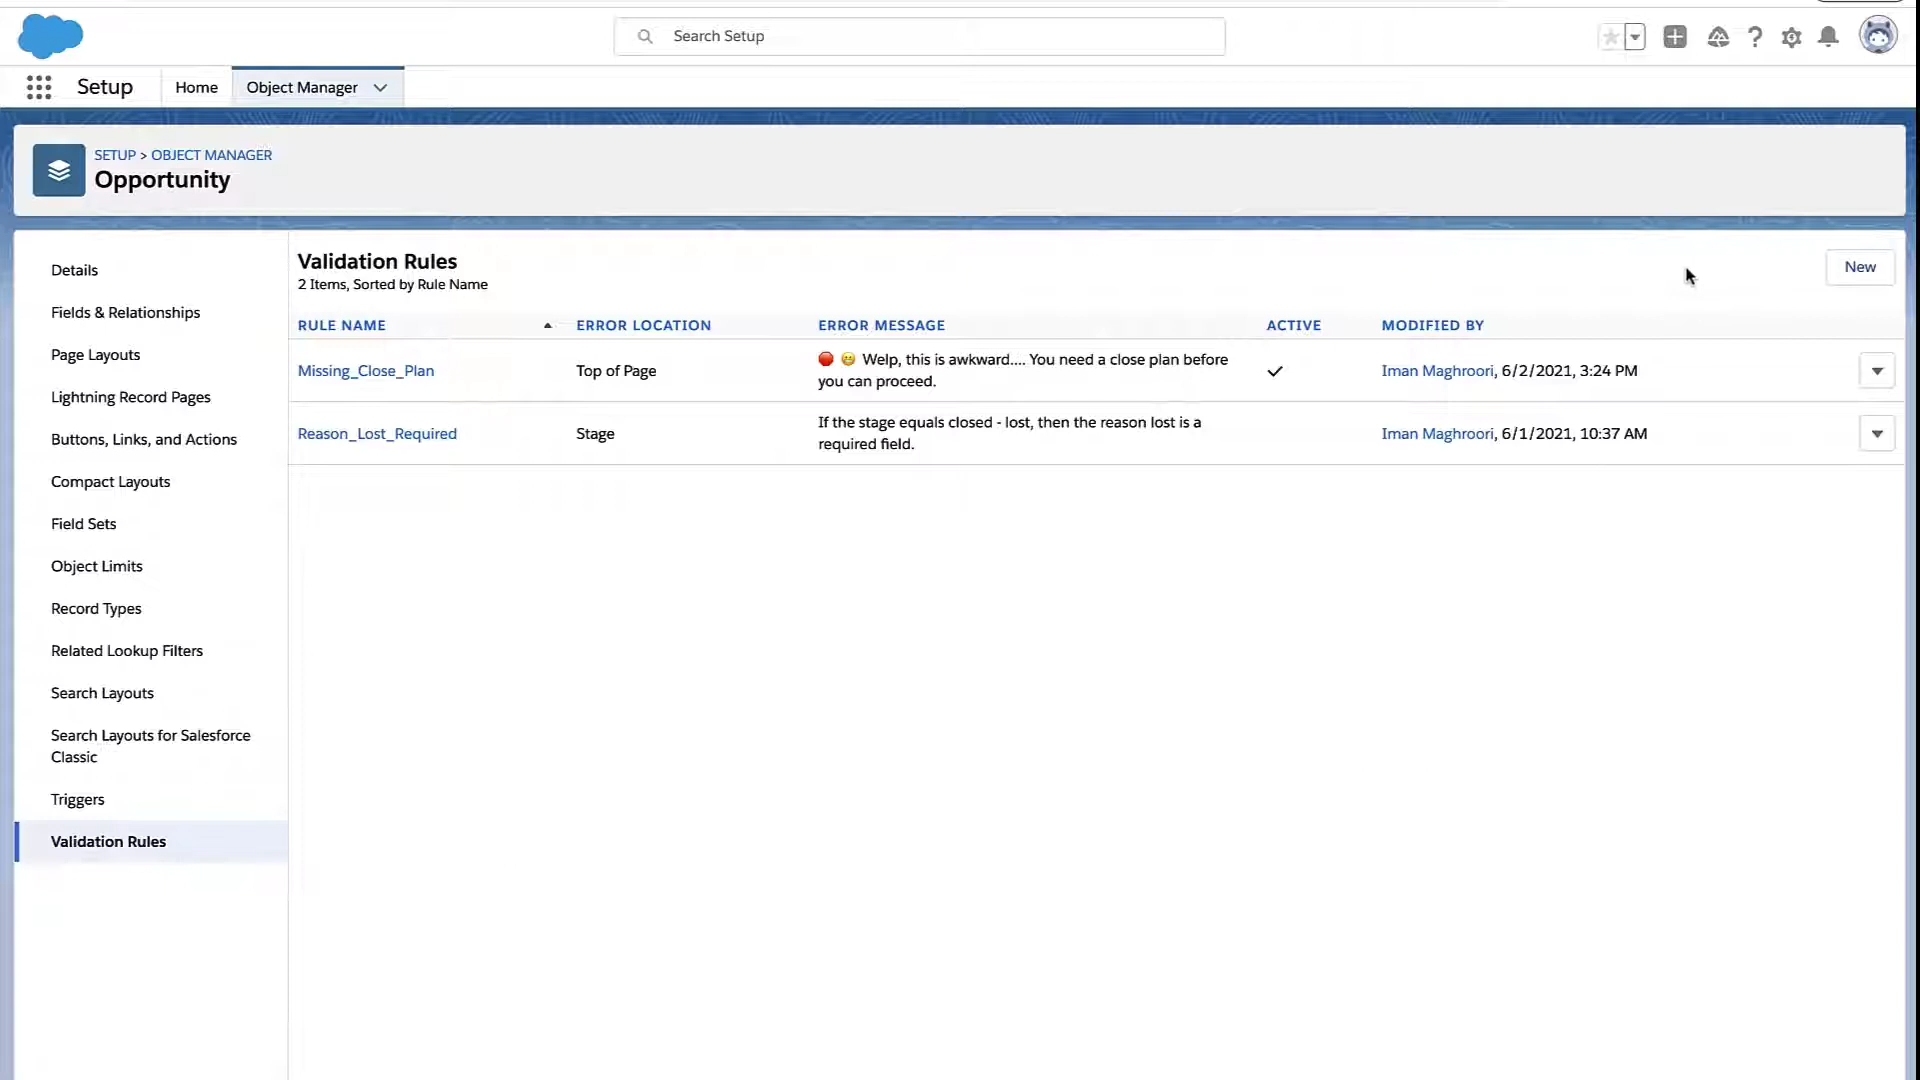 Search Setup
Setup
Home
Object Manager
SETUP > OBJECT MANAGER
Opportunity
Details
Fields & Relationships
Page Layouts
Lightning Record Pages
Buttons, Links, and Actions
Compact Layouts
Field Sets
Object Limits
Record Types
Related Lookup Filters
Search Layouts
Search Layouts for Salesforce
Classic
Triggers
Validation Rules
Validation Rules
2 Items, Sorted by Rule Name
New
RULE NAME ERROR LOCATION ERROR MESSAGE ACTIVE MODIFIED BY
Missing_Close_Plan Top of Page 🛑 😬 Welp, this is awkward.... You need a close plan before
you can proceed.
Iman Maghroori, 6/2/2021, 3:24 PM
Reason_Lost_Required Stage If the stage equals closed - lost, then the reason lost is a
required field.
Iman Maghroori, 6/1/2021, 10:37 AM